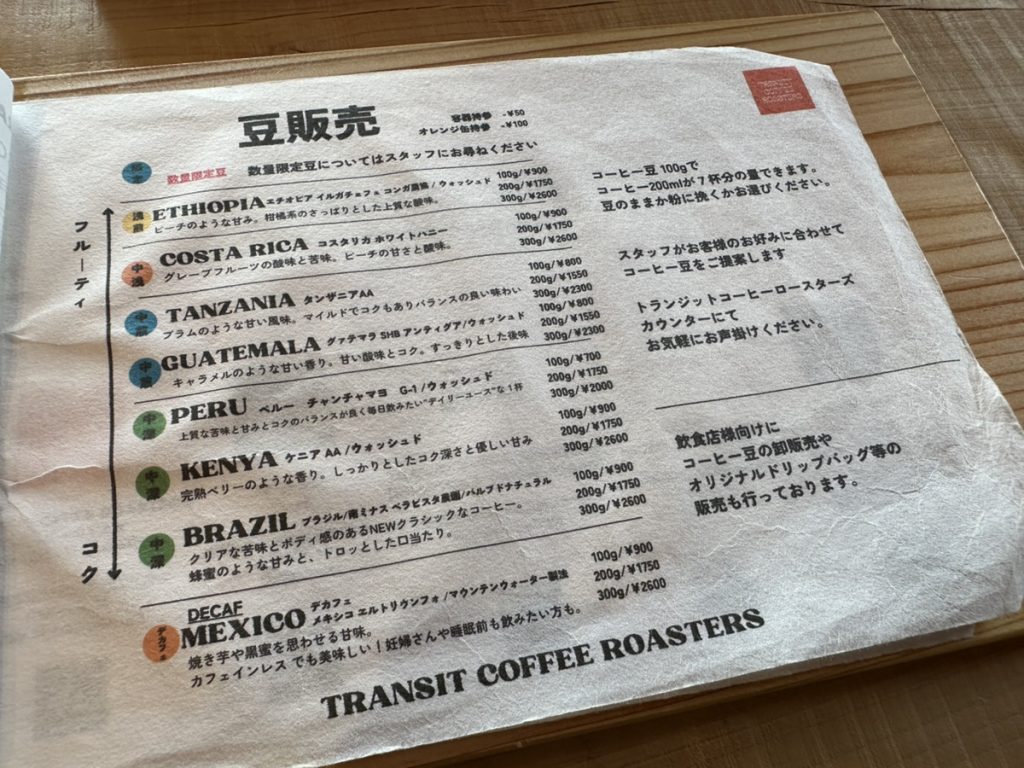 TRANSIT
COFFEE
ROASTERS
豆販売
容器持参 -¥50
オレンジ缶持参 -¥100
数量限定豆 数量限定豆についてはスタッフにお尋ねください
フルーティ
コク
浅煎
ETHIOPIA エチオピア イルガチェフェ コンガ農園 / ウォッシュド
ピーチのような甘み。柑橘系のさっぱりとした上質な酸味。
100g/¥900
200g/¥1750
300g/¥2600
中浅
COSTA RICA コスタリカ ホワイトハニー
グレープフルーツの酸味と苦味。ピーチの甘さと酸味。
100g/¥900
200g/¥1750
300g/¥2600
TANZANIA タンザニアAA
プラムのような甘い風味。マイルドでコクもありバランスの良い味わい
100g/¥800
200g/¥1550
300g/¥2300
GUATEMALA グァテマラ SHB アンティグア/ウォッシュド
キャラメルのような甘い香り。甘い酸味とコク。すっきりとした後味
100g/¥800
200g/¥1550
300g/¥2300
中深
PERU ペルー チャンチャマヨ G-1 /ウォッシュド
上質な苦味と甘みとコクのバランスが良く毎日飲みたい"デイリーユース"な1杯
100g/¥700
200g/¥1750
300g/¥2000
中深
KENYA ケニア AA /ウォッシュド
完熟ベリーのような香り。しっかりとしたコク深さと優しい甘み
100g/¥900
200g/¥1750
300g/¥2600
中深
BRAZIL ブラジル/南ミナス ベラビスタ農園/パルプドナチュラル
クリアな苦味とボディ感のあるNEWクラシックなコーヒー。
蜂蜜のような甘みと、トロッとした口当たり。
100g/¥900
200g/¥1750
300g/¥2600
デカフェ
DECAF
MEXICO デカフェ
メキシコ エルトリウンフォ /マウンテンウォーター製法
焼き芋や黒蜜を思わせる甘味。
カフェインレス でも美味しい | 妊婦さんや睡眠前も飲みたい方も。
100g/¥900
200g/¥1750
300g/¥2600
コーヒー豆 100gで
コーヒー200mlが7杯分の量できます。
豆のままか粉に挽くかお選びください。
スタッフがお客様のお好みに合わせて
コーヒー豆をご提案します
トランジットコーヒーロースターズ
カウンターにて
お気軽にお声掛けください。
飲食店様向けに
コーヒー豆の卸販売や
オリジナルドリップバッグ等の
販売も行っております。
TRANSIT COFFEE ROASTERS